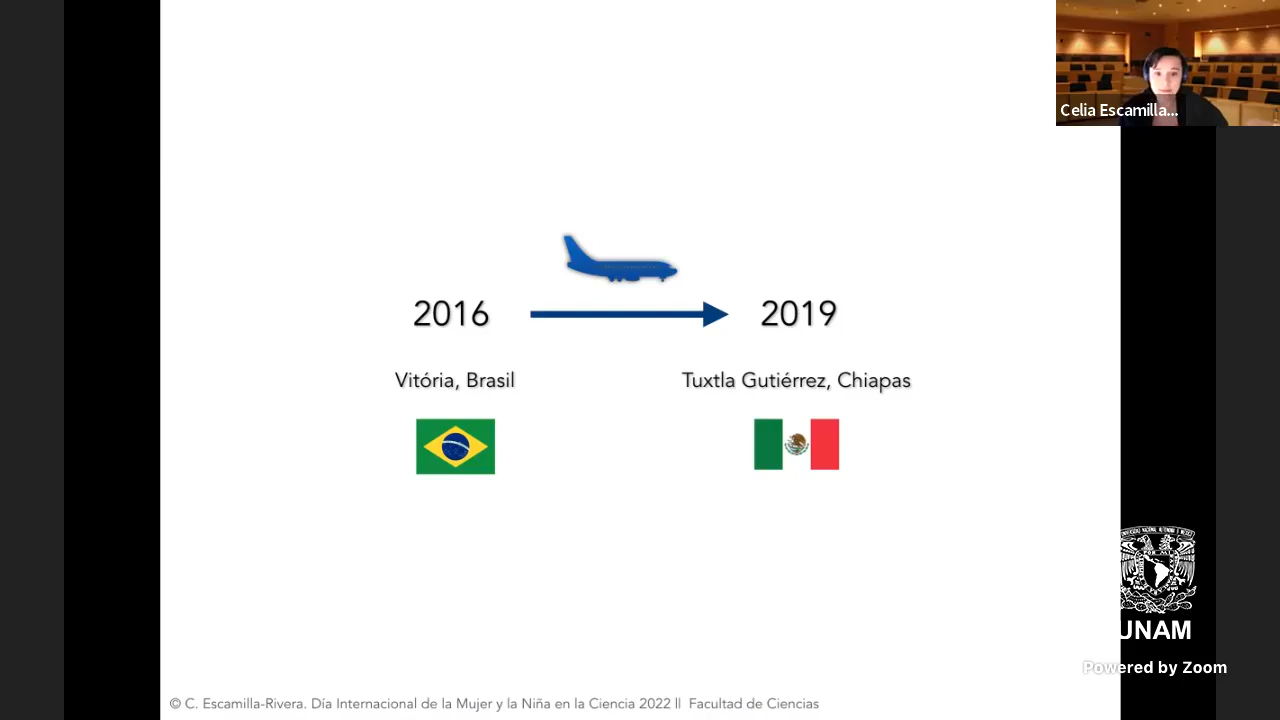 Celia Escamilla...
2016
2019
Vitória, Brasil
Tuxtla Gutiérrez, Chiapas
UNAM
Powered by Zoom
© C. Escamilla-Rivera. Día Internacional de la Mujer y la Niña en la Ciencia 2022 || Facultad de Ciencias